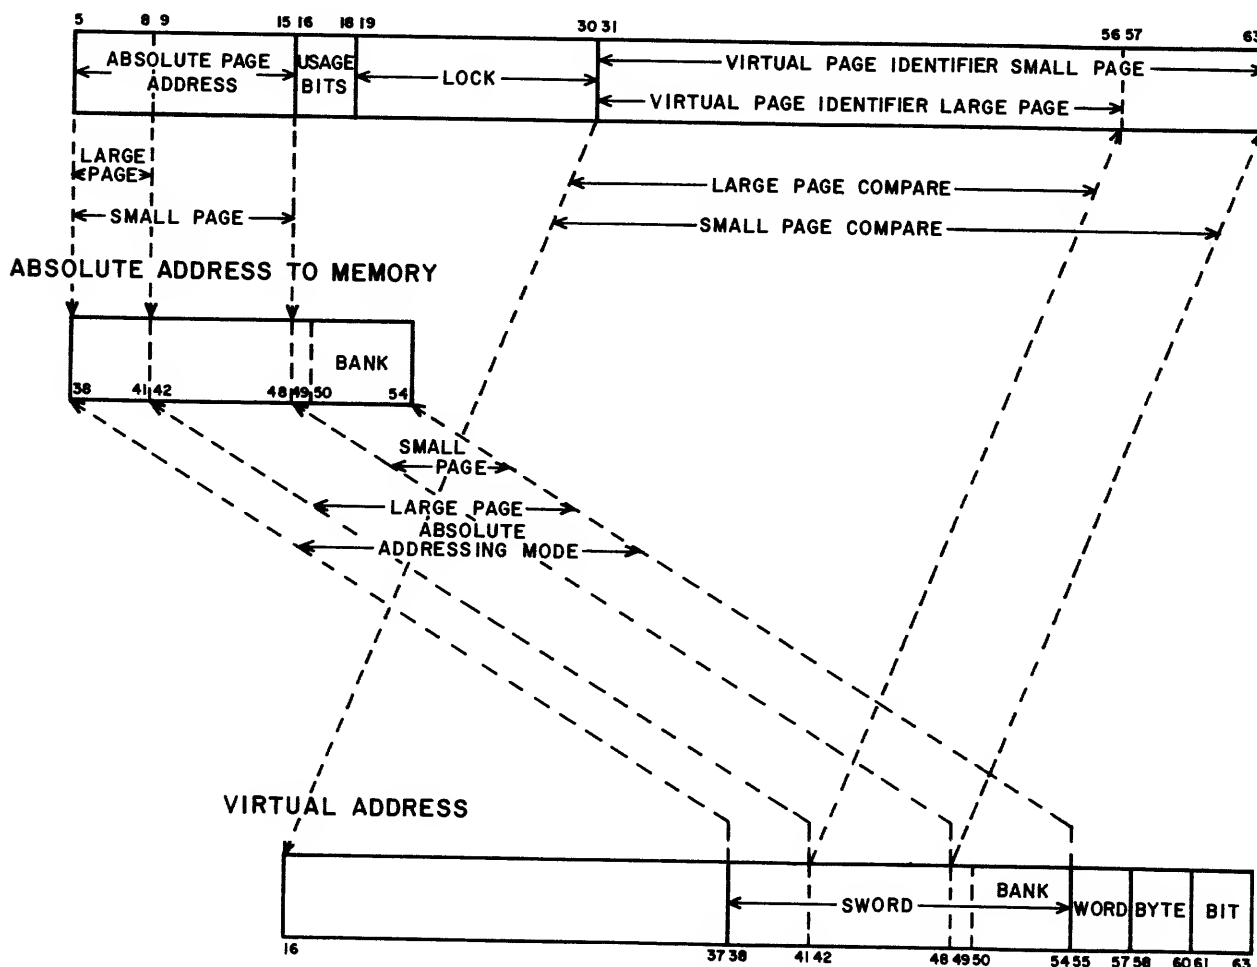 5 8 9 15 16 18 19 30 31 56 57 63
ABSOLUTE PAGE ADDRESS
USAGE BITS
LOCK
VIRTUAL PAGE IDENTIFIER SMALL PAGE
VIRTUAL PAGE IDENTIFIER LARGE PAGE
LARGE PAGE
LARGE PAGE COMPARE
SMALL PAGE
SMALL PAGE COMPARE
ABSOLUTE ADDRESS TO MEMORY
BANK
38 41 42 48 49 50 54
SMALL PAGE
LARGE PAGE
ABSOLUTE
ADDRESSING MODE
VIRTUAL ADDRESS
SWORD
BANK
WORD
BYTE
BIT
16 37 38 41 42 48 49 50 54 55 57 58 60 61 63